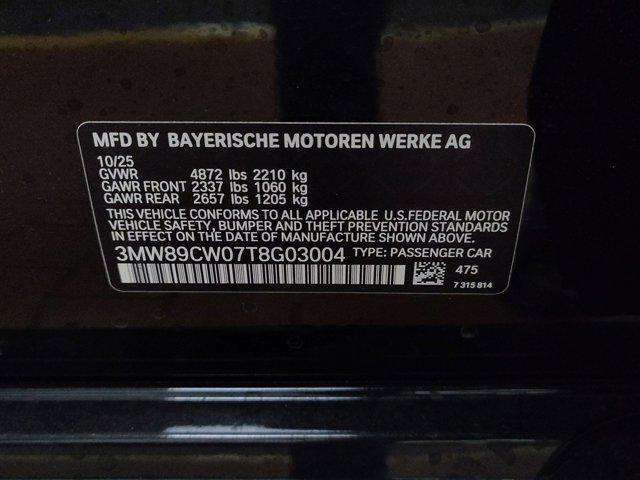 MFD BY BAYERISCHE MOTOREN WERKE AG
10/25
GVWR 4872 lbs 2210 kg
GAWR FRONT 2337 lbs 1060 kg
GAWR REAR 2657 lbs 1205 kg
THIS VEHICLE CONFORMS TO ALL APPLICABLE U.S.FEDERAL MOTOR
VEHICLE SAFETY, BUMPER AND THEFT PREVENTION STANDARDS
IN EFFECT ON THE DATE OF MANUFACTURE SHOWN ABOVE.
3MW89CW07T8G03004 TYPE: PASSENGER CAR
475
7 315 814